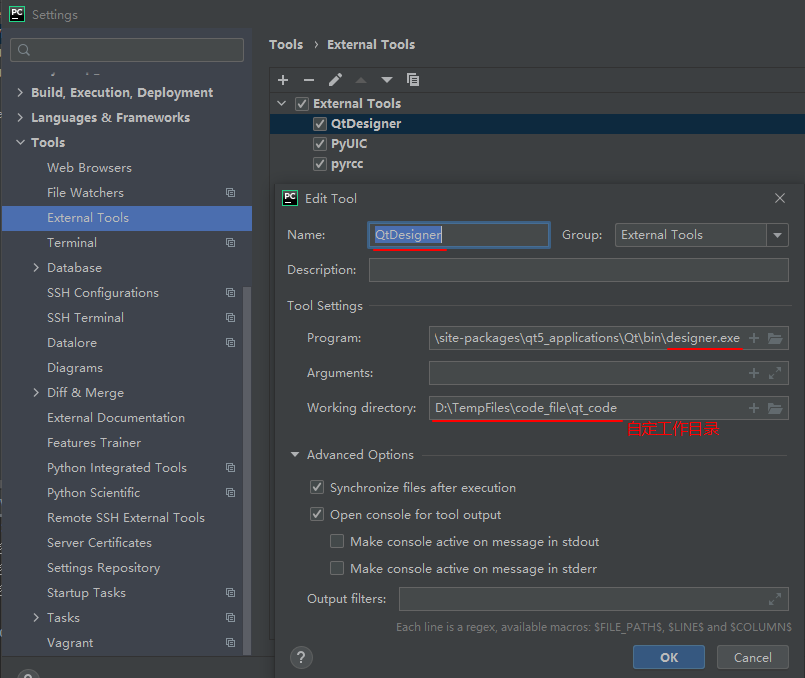 PC Settings
Tools › External Tools
Build, Execution, Deployment
Languages & Frameworks
Tools
Web Browsers
File Watchers
External Tools
Terminal
Database
SSH Configurations
SSH Terminal
Datalore
Diagrams
Diff & Merge
External Documentation
Features Trainer
Python Integrated Tools
Python Scientific
Remote SSH External Tools
Server Certificates
Settings Repository
Startup Tasks
Tasks
Vagrant
?
External Tools
QtDesigner
PyUIC
pyrcc
PC Edit Tool
Name: QtDesigner Group: External Tools
Description:
Tool Settings
Program: \site-packages\qt5_applications\Qt\bin\designer.exe
Arguments:
Working directory: D:\TempFiles\code_file\qt_code
自定工作目录
Advanced Options
Synchronize files after execution
Open console for tool output
Make console active on message in stdout
Make console active on message in stderr
Output filters:
Each line is a regex, available macros: $FILE_PATH$, $LINE$ and $COLUMN$
? OK Cancel